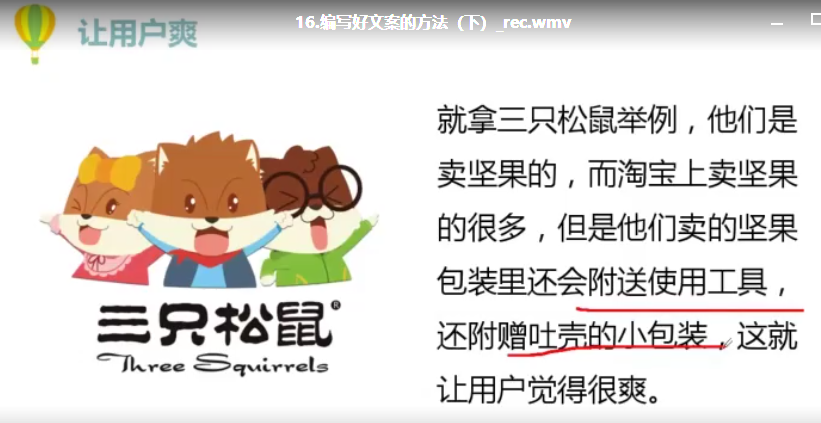 16.编写好文案的方法（下）_rec.wmv
让用户爽
就拿三只松鼠举例，他们是
卖坚果的，而淘宝上卖坚果
的很多，但是他们卖的坚果
包装里还会附送使用工具，
还附赠吐壳的小包装，这就
让用户觉得很爽。
三只松鼠®
Three Squirrels